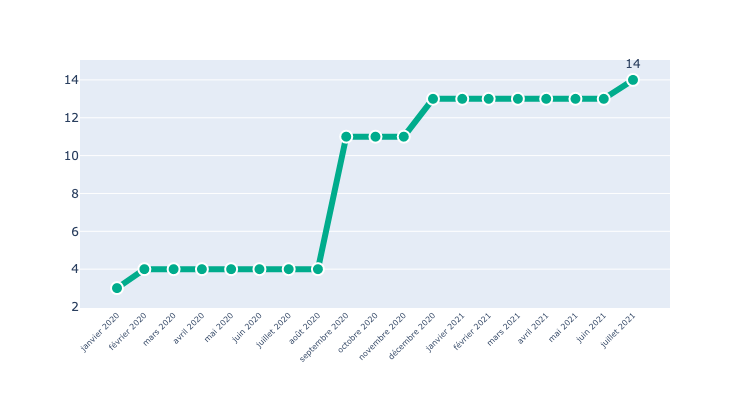 14
14
12
10
8
6
4
2
janvier 2020
février 2020
mars 2020
avril 2020
mai 2020
juin 2020
juillet 2020
août 2020
septembre 2020
octobre 2020
novembre 2020
décembre 2020
janvier 2021
février 2021
mars 2021
avril 2021
mai 2021
juin 2021
juillet 2021